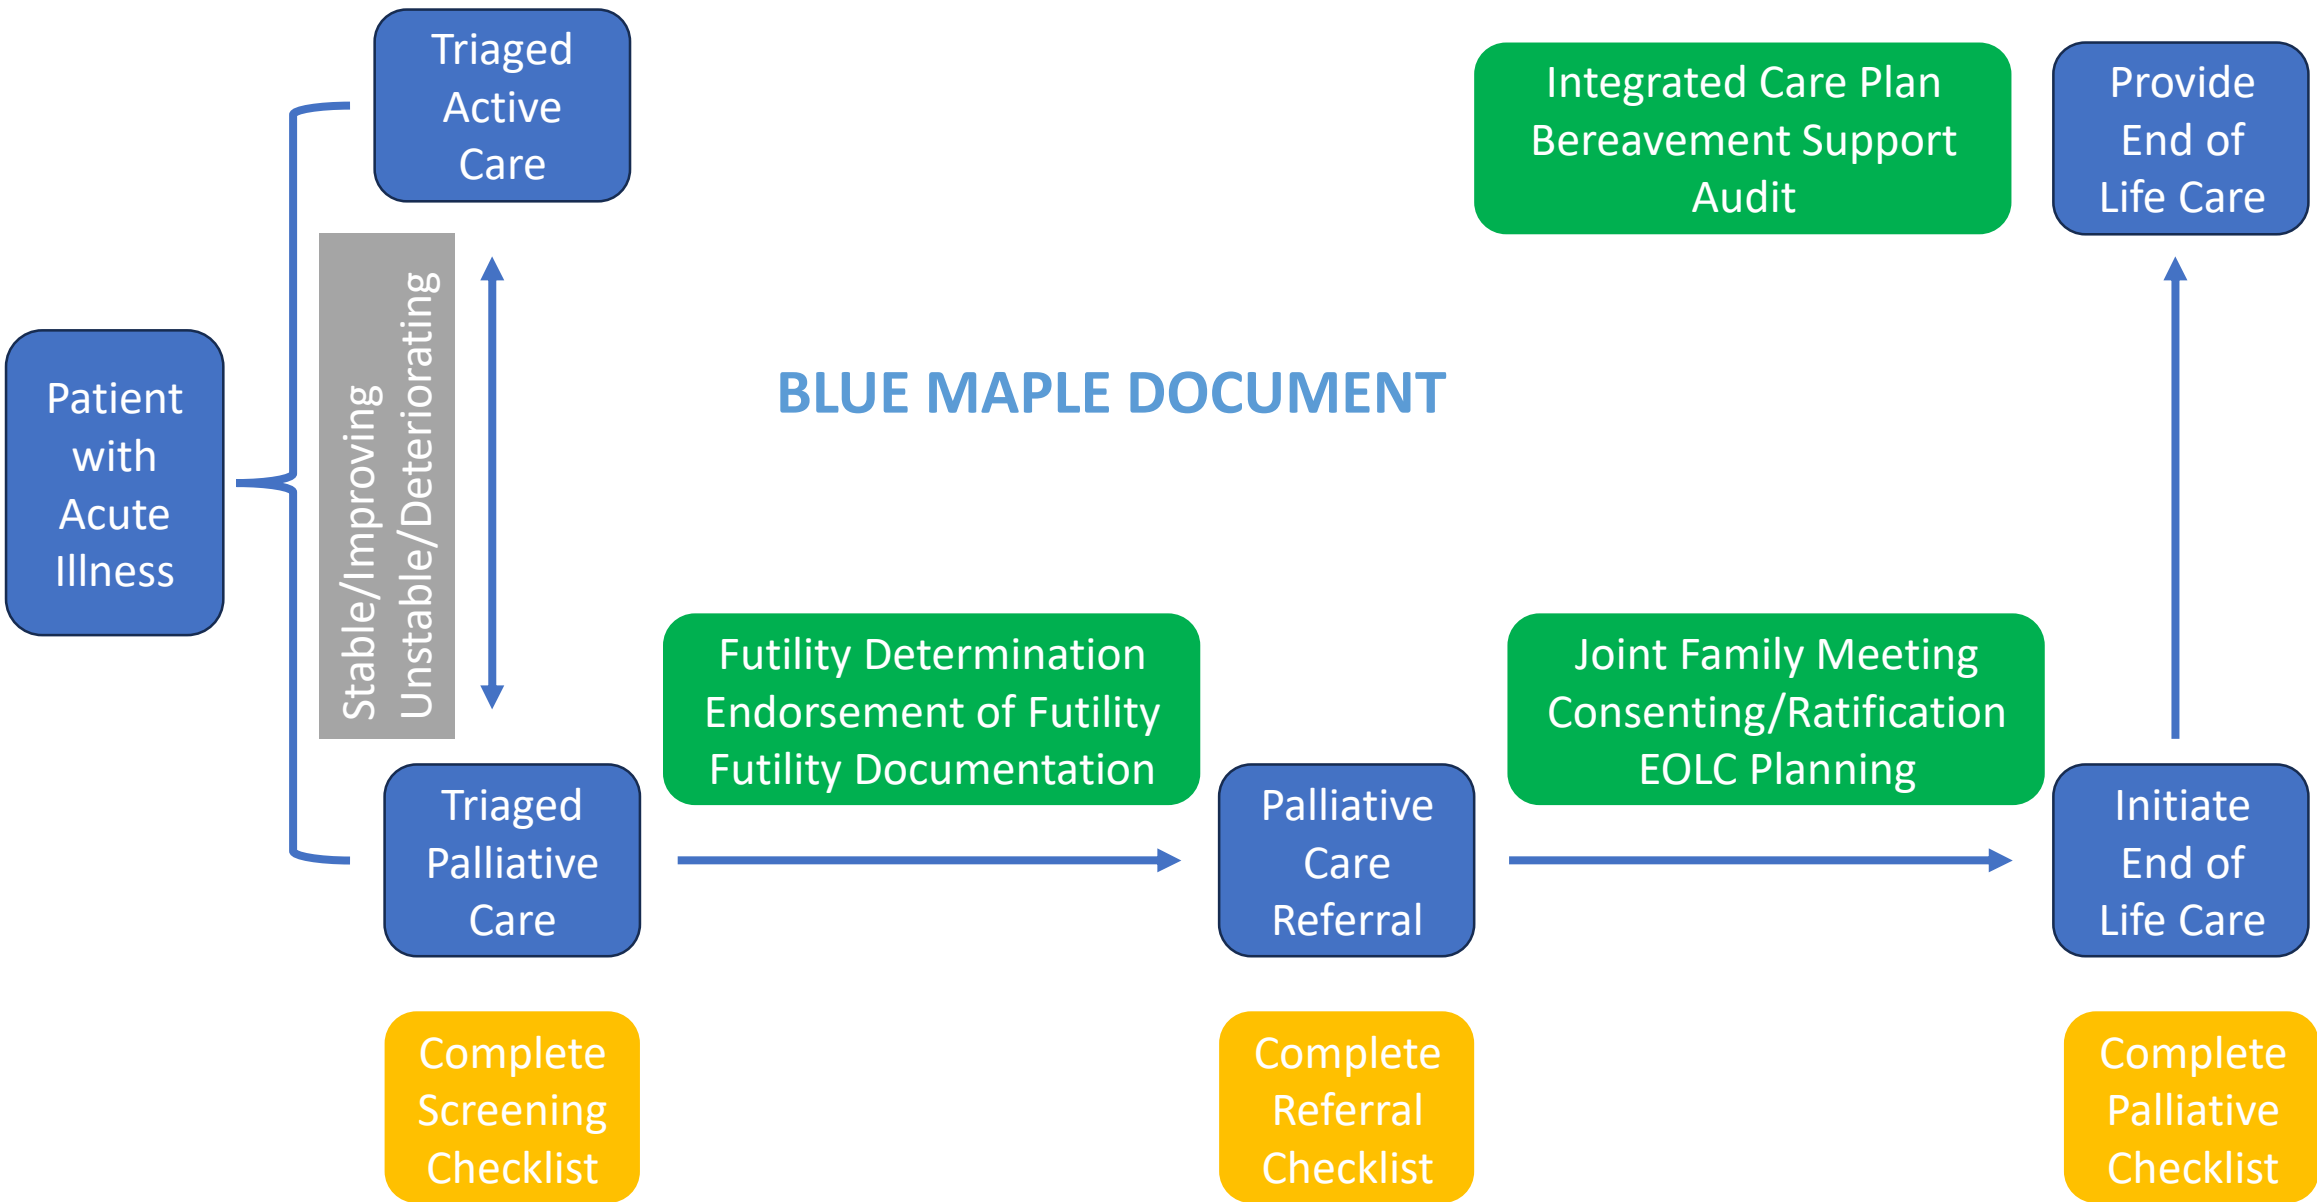 Triaged
Active
Care
Integrated Care Plan
Bereavement Support
Audit
Provide
End of
Life Care
Patient
with
Acute
Illness
Stable/Improving
Unstable/Deteriorating
BLUE MAPLE DOCUMENT
Futility Determination
Endorsement of Futility
Futility Documentation
Joint Family Meeting
Consenting/Ratification
EOLC Planning
Triaged
Palliative
Care
Palliative
Care
Referral
Initiate
End of
Life Care
Complete
Screening
Checklist
Complete
Referral
Checklist
Complete
Palliative
Checklist